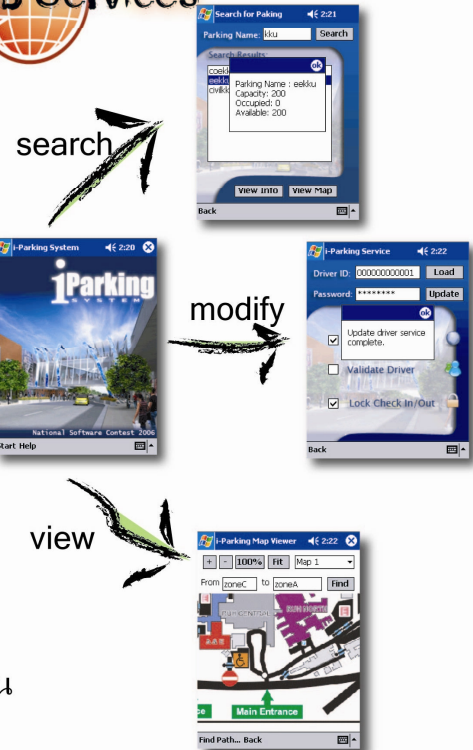 Services
Search for Paking 2:21
Parking Name: kku Search
Search Results:
ok
eekku
Parking Name : eekku
Capacity: 200
Occupied: 0
Available: 200
View Info View Map
Back
search
i-Parking System 2:20
iParking
SYSTEM
National Software Contest 2006
Start Help
modify
i-Parking Service 2:22
Driver ID: 000000000001 Load
Password: ******** Update
ok
Update driver service
complete.
Validate Driver
Lock Check In/Out
Back
view
i-Parking Map Viewer 2:22
+ - 100% Fit Map 1
From zoneC to zoneA Find
Main Entrance
Find Path... Back